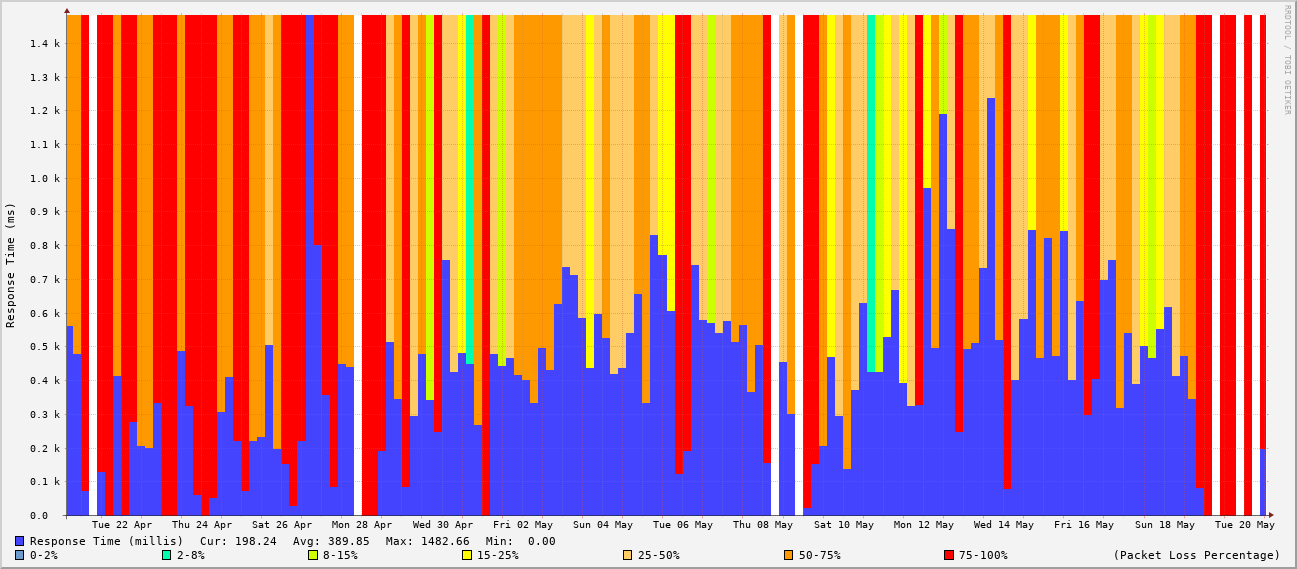 RRDTOOL / TOBI OETIKER
Response Time (ms)
1.4 k
1.3 k
1.2 k
1.1 k
1.0 k
0.9 k
0.8 k
0.7 k
0.6 k
0.5 k
0.4 k
0.3 k
0.2 k
0.1 k
0.0
Tue 22 Apr Thu 24 Apr Sat 26 Apr Mon 28 Apr Wed 30 Apr Fri 02 May Sun 04 May Tue 06 May Thu 08 May Sat 10 May Mon 12 May Wed 14 May Fri 16 May Sun 18 May Tue 20 May
Response Time (millis) Cur: 198.24 Avg: 389.85 Max: 1482.66 Min: 0.00
0-2% 2-8% 8-15% 15-25% 25-50% 50-75% 75-100% (Packet Loss Percentage)